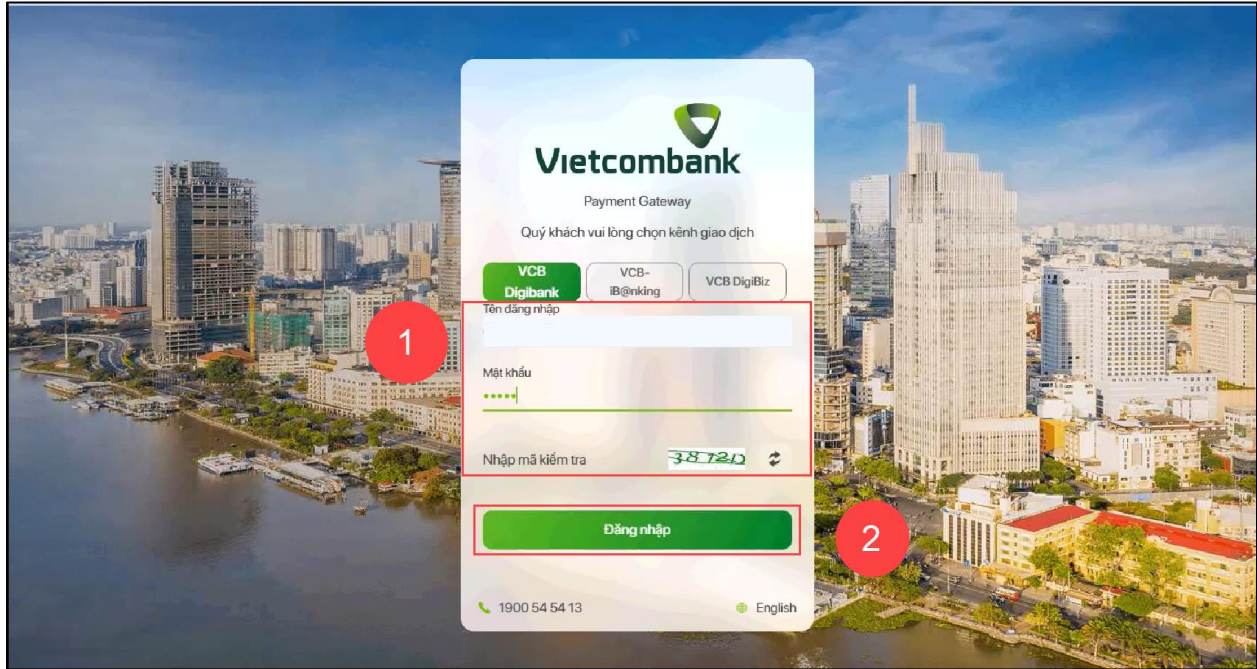 Vietcombank
Payment Gateway
Quý khách vui lòng chọn kênh giao dịch
VCB Digibank
VCB-iB@nking
VCB DigiBiz
1
Tên đăng nhập
Mật khẩu
Nhập mã kiểm tra
Đăng nhập
2
1900 54 54 13
English